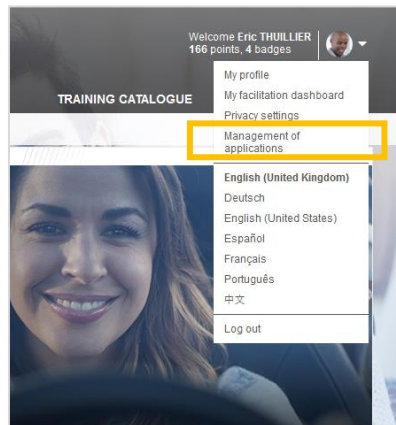 Welcome Eric THUILLIER
166 points, 4 badges
TRAINING CATALOGUE
My profile
My facilitation dashboard
Privacy settings
Management of
applications
English (United Kingdom)
Deutsch
English (United States)
Español
Français
Português
中文
Log out